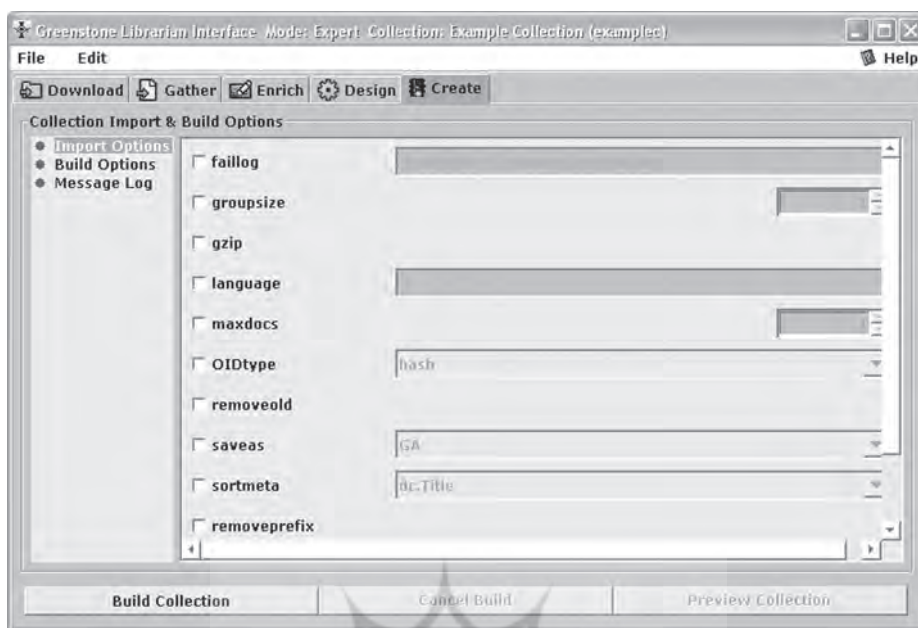 Greenstone Librarian Interface Mode: Expert Collection: Example Collection (examplec)
File Edit Help
Download Gather Enrich Design Create
Collection Import & Build Options
Import Options
Build Options
Message Log
faillog
groupsize
gzip
language
maxdocs
OIDtype hash
removeold
saveas GA
sortmeta dc.Title
removeprefix
Build Collection Cancel Build Preview Collection